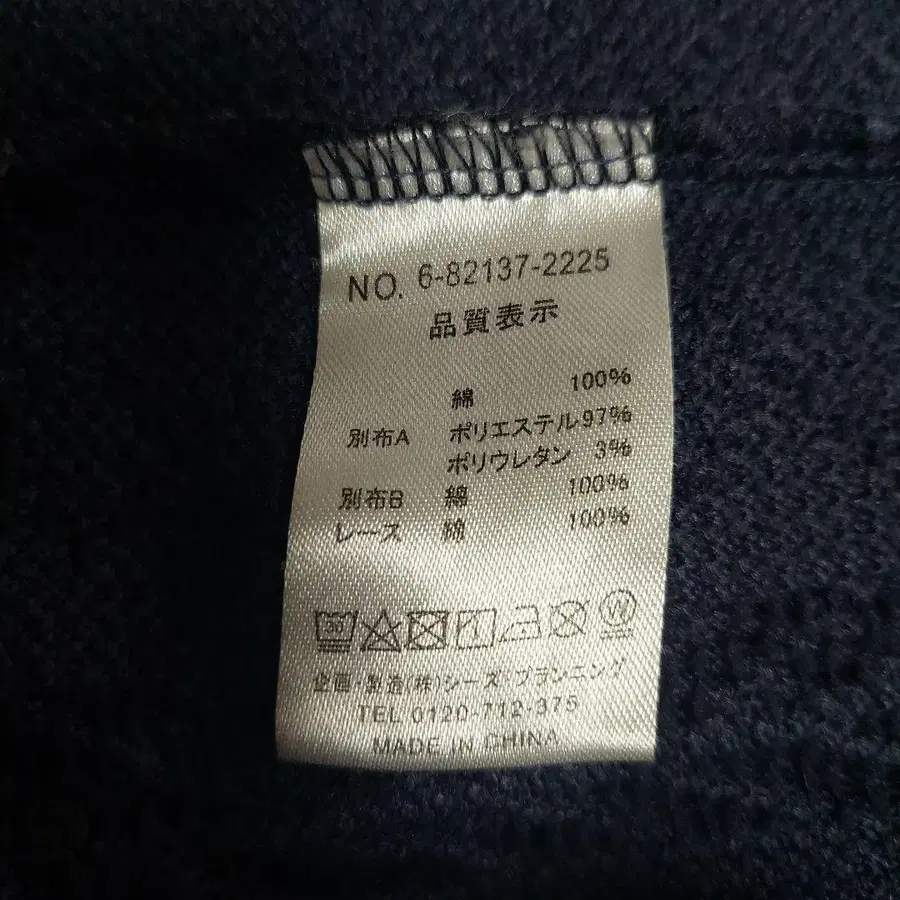 NO. 6-82137-2225
品質表示
綿 100%
別布A ポリエステル 97%
ポリウレタン 3%
別布B 綿 100%
レース 綿 100%
企画・製造(株)シーズ プランニング
TEL 0120-712-375
MADE IN CHINA